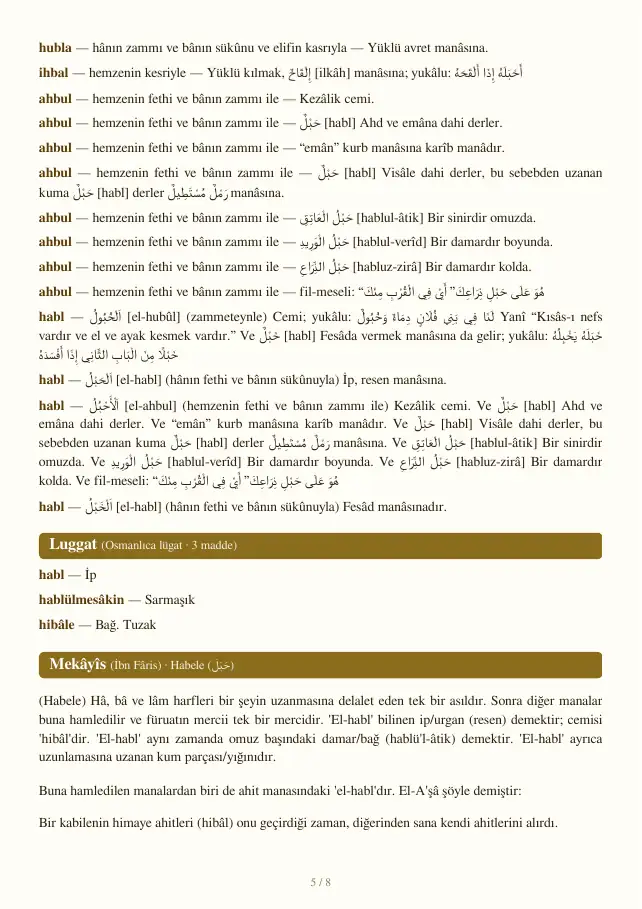 hubla — hânın zammı ve bânın sükûnu ve elifin kasrıyla — Yüklü avret manâsına.
ihbal — hemzenin kesriyle — Yüklü kılmak, إِلْقَاحٌ [ilkâh] manâsına; yukâlu: أَحْبَلَهُ إِذَا أَلْقَحَهُ
ahbul — hemzenin fethi ve bânın zammı ile — Kezâlik cemi.
ahbul — hemzenin fethi ve bânın zammı ile — حَبْلٌ [habl] Ahd ve emâna dahi derler.
ahbul — hemzenin fethi ve bânın zammı ile — “emân” kurb manâsına karîb manâdır.
ahbul — hemzenin fethi ve bânın zammı ile — حَبْلٌ [habl] Visâle dahi derler, bu sebebden uzanan
kuma حَبْلٌ [habl] derler رَمْلٌ مُسْتَطِيلٌ manâsına.
ahbul — hemzenin fethi ve bânın zammı ile — حَبْلُ الْعَاتِقِ [hablul-âtik] Bir sinirdir omuzda.
ahbul — hemzenin fethi ve bânın zammı ile — حَبْلُ الْوَرِيدِ [hablul-verîd] Bir damardır boyunda.
ahbul — hemzenin fethi ve bânın zammı ile — حَبْلُ الذِّرَاعِ [habluz-zirâ] Bir damardır kolda.
ahbul — hemzenin fethi ve bânın zammı ile — fil-meseli: “هُوَ عَلَى حَبْلِ ذِرَاعِكَ” أَيْ فِي الْقُرْبِ مِنْكَ
habl — اَلْحُبُولُ [el-hubûl] (zammeteynle) Cemi; yukâlu: لَنَا فِي بَنِي فُلَانٍ دِمَاءٌ وَحُبُولٌ Yanî “Kısâs-ı nefs
vardır ve el ve ayak kesmek vardır.” Ve حَبْلٌ [habl] Fesâda vermek manâsına da gelir; yukâlu: خَبَلَهُ يَخْبِلُهُ
خَبْلًا مِنَ الْبَابِ الثَّانِي إِذَا أَفْسَدَهُ
habl — اَلْحَبْلُ [el-habl] (hânın fethi ve bânın sükûnuyla) İp, resen manâsına.
habl — اَلْأَحْبُلُ [el-ahbul] (hemzenin fethi ve bânın zammı ile) Kezâlik cemi. Ve حَبْلٌ [habl] Ahd ve
emâna dahi derler. Ve “emân” kurb manâsına karîb manâdır. Ve حَبْلٌ [habl] Visâle dahi derler, bu
sebebden uzanan kuma حَبْلٌ [habl] derler رَمْلٌ مُسْتَطِيلٌ manâsına. Ve حَبْلُ الْعَاتِقِ [hablul-âtik] Bir sinirdir
omuzda. Ve حَبْلُ الْوَرِيدِ [hablul-verîd] Bir damardır boyunda. Ve حَبْلُ الذِّرَاعِ [habluz-zirâ] Bir damardır
kolda. Ve fil-meseli: “هُوَ عَلَى حَبْلِ ذِرَاعِكَ” أَيْ فِي الْقُرْبِ مِنْكَ
habl — اَلْخَبْلُ [el-habl] (hânın fethi ve bânın sükûnuyla) Fesâd manâsınadır.
Luggat (Osmanlıca lügat · 3 madde)
habl — İp
hablülmesâkin — Sarmaşık
hibâle — Bağ. Tuzak
Mekâyîs (İbn Fâris) · Habele (حَبَلَ)
(Habele) Hâ, bâ ve lâm harfleri bir şeyin uzanmasına delalet eden tek bir asıldır. Sonra diğer manalar
buna hamledilir ve füruatın mercii tek bir mercidir. 'El-habl' bilinen ip/urgan (resen) demektir; cemisi
'hibâl'dir. 'El-habl' aynı zamanda omuz başındaki damar/bağ (hablü'l-âtik) demektir. 'El-habl' ayrıca
uzunlamasına uzanan kum parçası/yığınıdır.
Buna hamledilen manalardan biri de ahit manasındaki 'el-habl'dır. El-A'şâ şöyle demiştir:
Bir kabilenin himaye ahitleri (hibâl) onu geçirdiği zaman, diğerinden sana kendi ahitlerini alırdı.
5 / 8